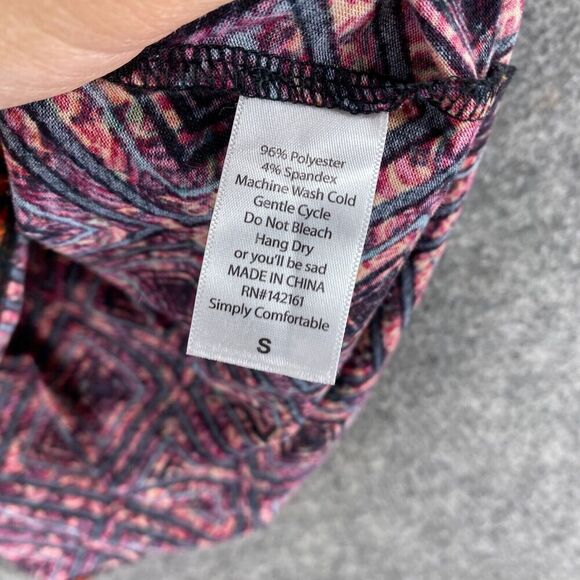 96% Polyester
4% Spandex
Machine Wash Cold
Gentle Cycle
Do Not Bleach
Hang Dry
or you'll be sad
MADE IN CHINA
RN#142161
Simply Comfortable
S